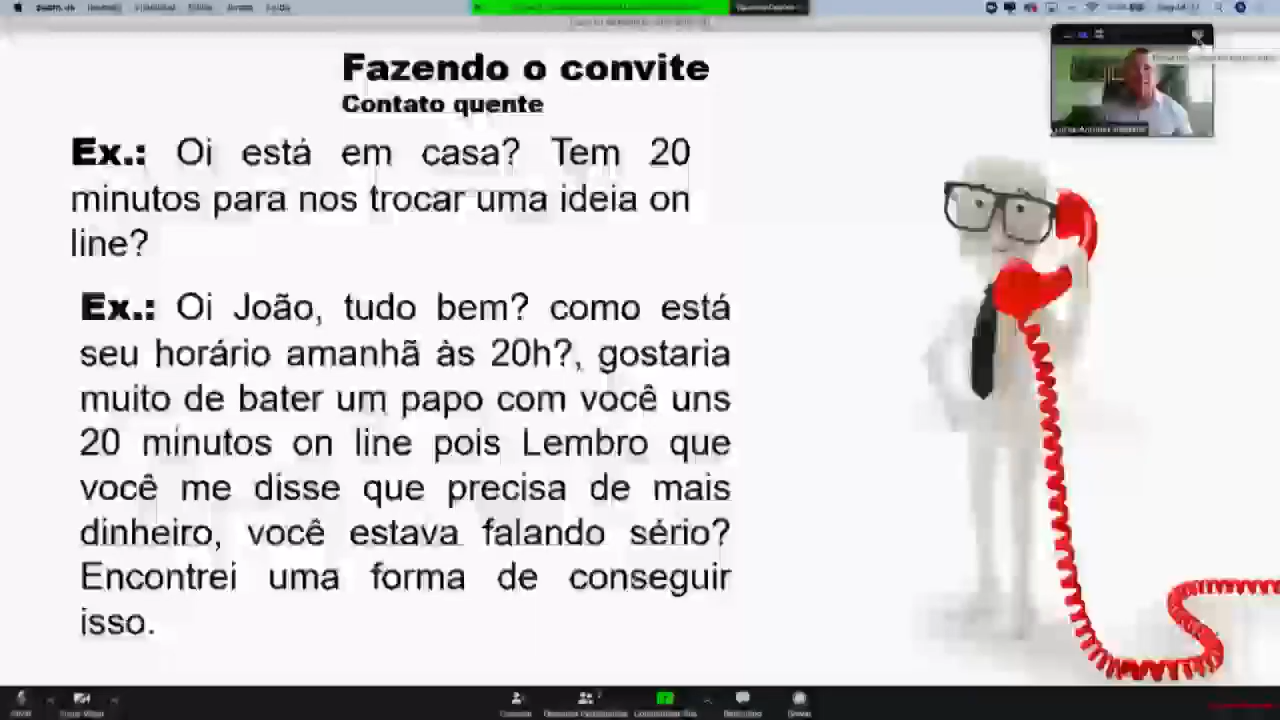 Fazendo o convite
Contato quente
Ex.: Oi está em casa? Tem 20
minutos para nos trocar uma ideia on
line?
Ex.: Oi João, tudo bem? como está
seu horário amanhã às 20h?, gostaria
muito de bater um papo com você uns
20 minutos on line pois Lembro que
você me disse que precisa de mais
dinheiro, você estava falando sério?
Encontrei uma forma de conseguir
isso.